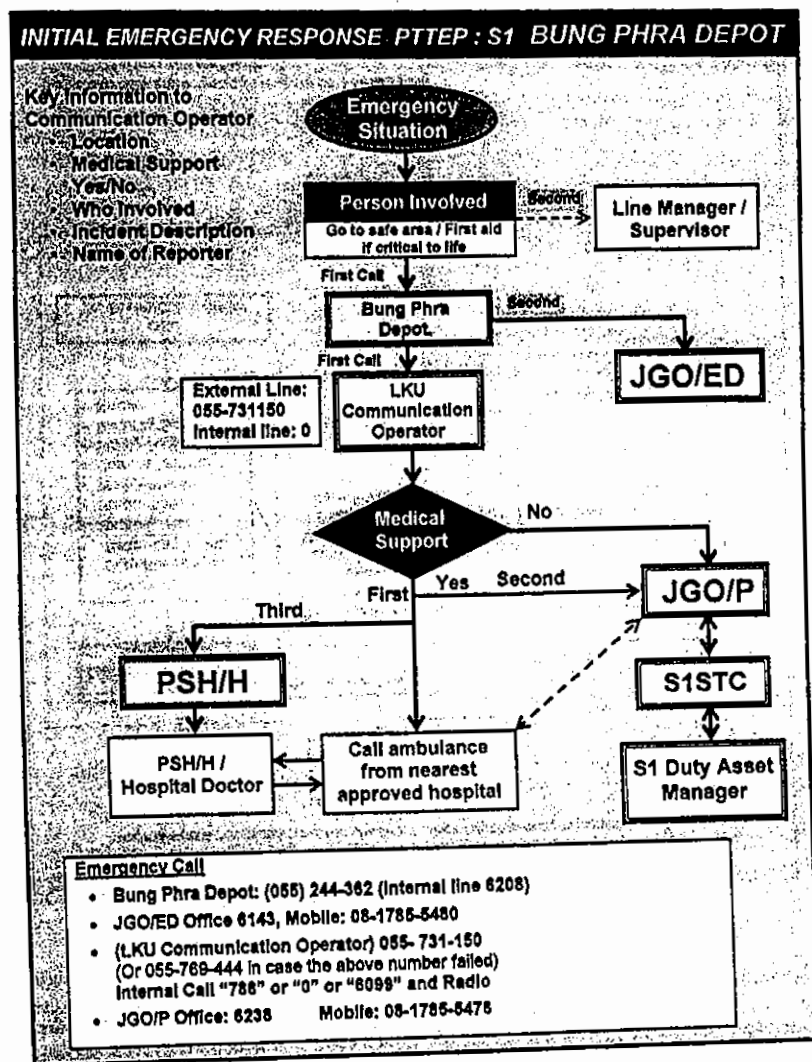 INITIAL EMERGENCY RESPONSE PTTEP : S1 BUNG PHRA DEPOT
Key Information to
Communication Operator
• Location
• Medical Support
• Yes/No
• Who Involved
• Incident Description
• Name of Reporter
Emergency
Situation
Person Involved
Go to safe area / First aid
if critical to life
Second
Line Manager /
Supervisor
First Call
Bung Phra
Depot.
Second
JGO/ED
First Call
External Line:
055-731150
Internal line: 0
LKU
Communication
Operator
Medical
Support
No
First
Yes Second
JGO/P
Third
PSH/H
S1STC
PSH/H /
Hospital Doctor
Call ambulance
from nearest
approved hospital
S1 Duty Asset
Manager
Emergency Call
• Bung Phra Depot: (055) 244-362 (Internal line 6208)
• JGO/ED Office 6143, Mobile: 08-1785-5480
• (LKU Communication Operator) 055- 731-150
(Or 055-769-444 in case the above number failed)
Internal Call "786" or "0" or "6099" and Radio
• JGO/P Office: 6238 Mobile: 08-1785-5478